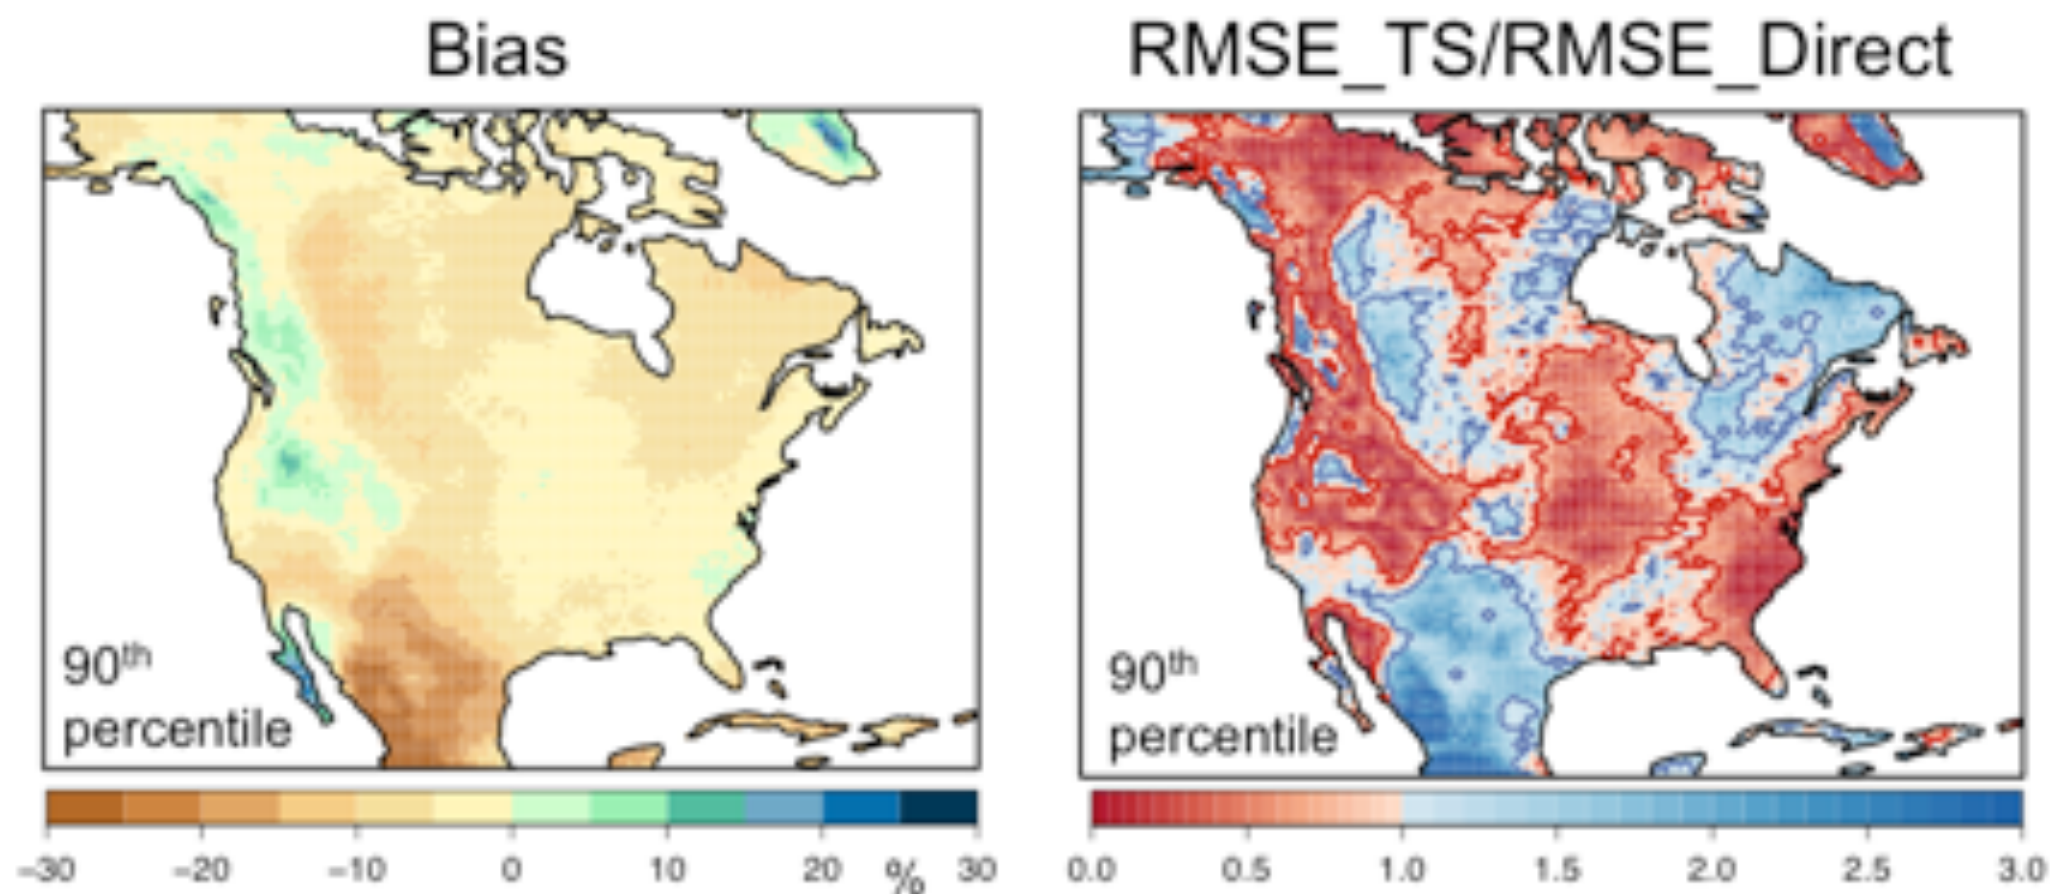 Bias
RMSE_TS/RMSE_Direct
90th
percentile
90th
percentile
−30 −20 −10 0 10 20 % 30
0.0 0.5 1.0 1.5 2.0 2.5 3.0